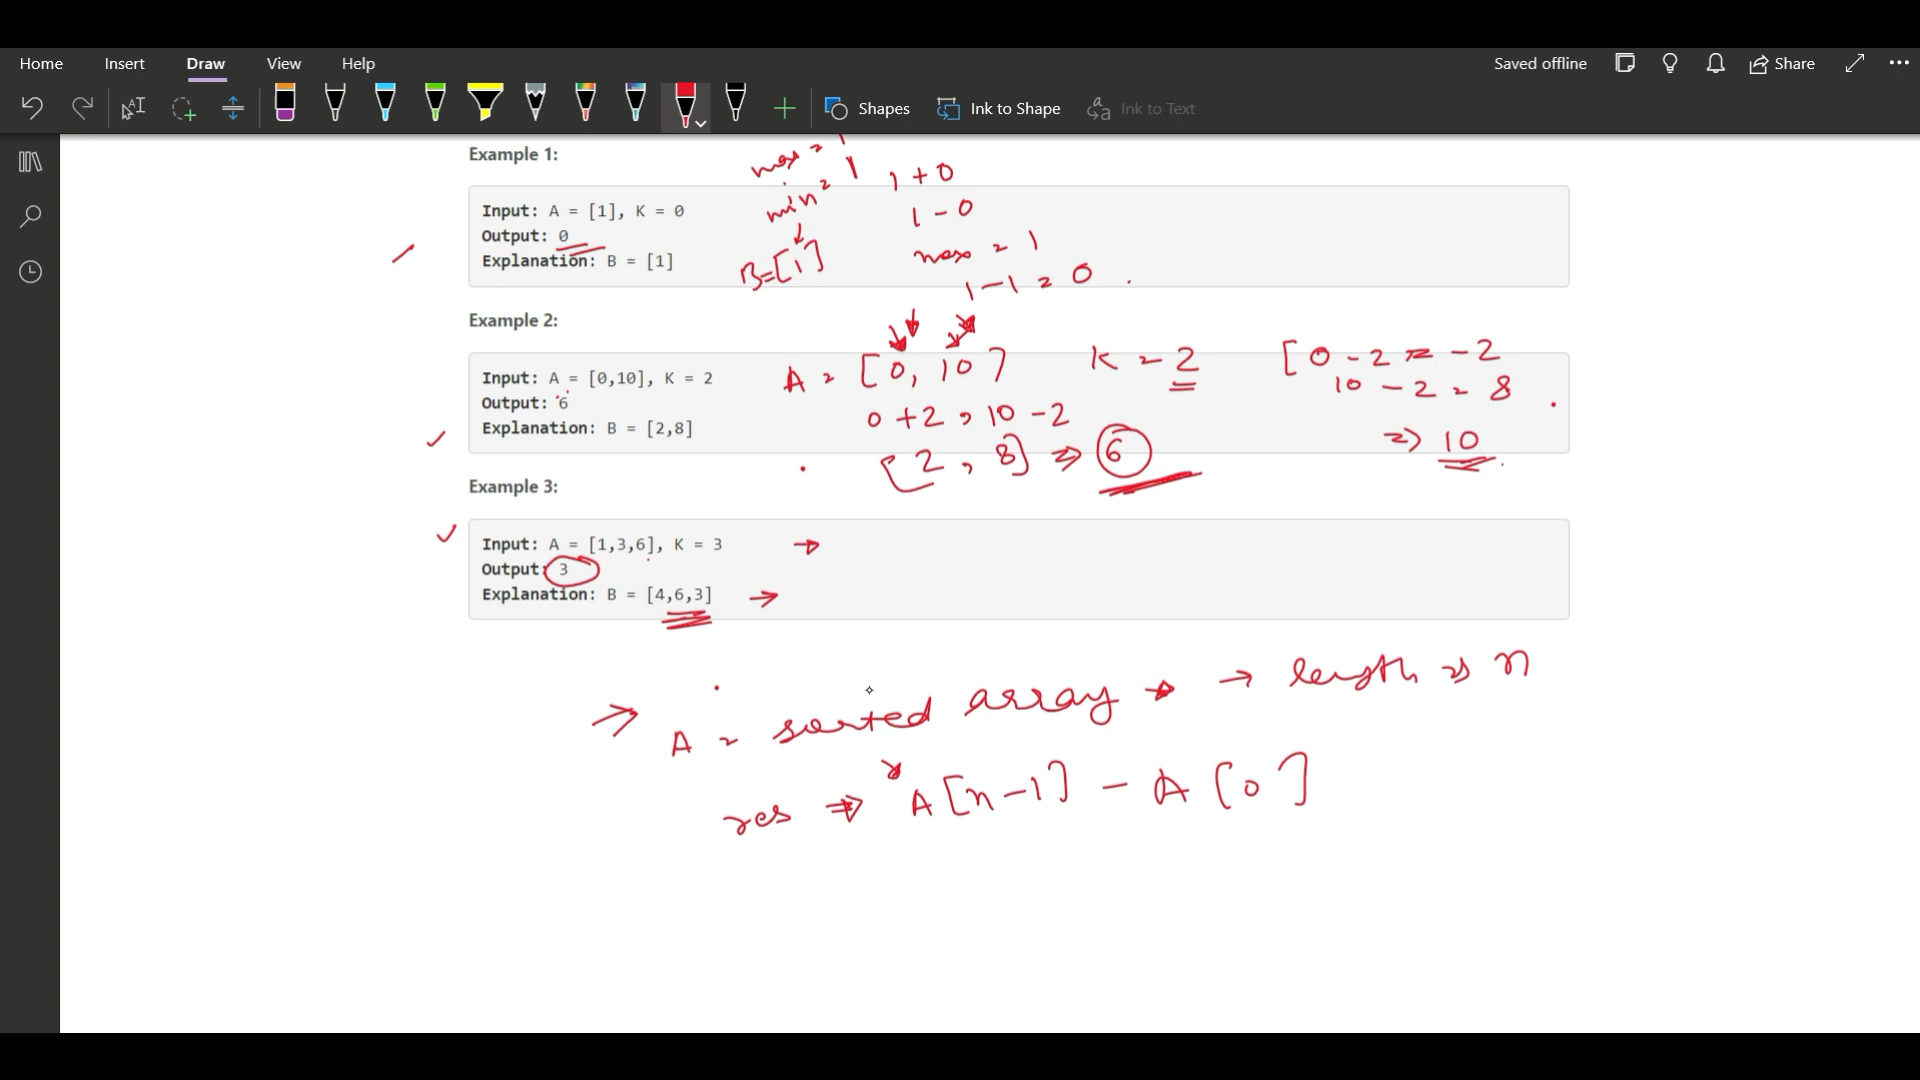 Home Insert Draw View Help Saved offline Share
Shapes Ink to Shape Ink to Text
Example 1:
max = 1
min = 1
1 + 0
1 - 0
Input: A = [1], K = 0
Output: 0
Explanation: B = [1]
B=[1]
max = 1
1 - 1 = 0
Example 2:
Input: A = [0,10], K = 2
Output: 6
Explanation: B = [2,8]
A = [0, 10] K = 2
0 + 2, 10 - 2
[2, 8] => 6
[0 - 2 = -2
10 - 2 = 8
=> 10
Example 3:
Input: A = [1,3,6], K = 3
Output: 3
Explanation: B = [4,6,3]
A = sorted array → length is n
res => A[n-1] - A[0]